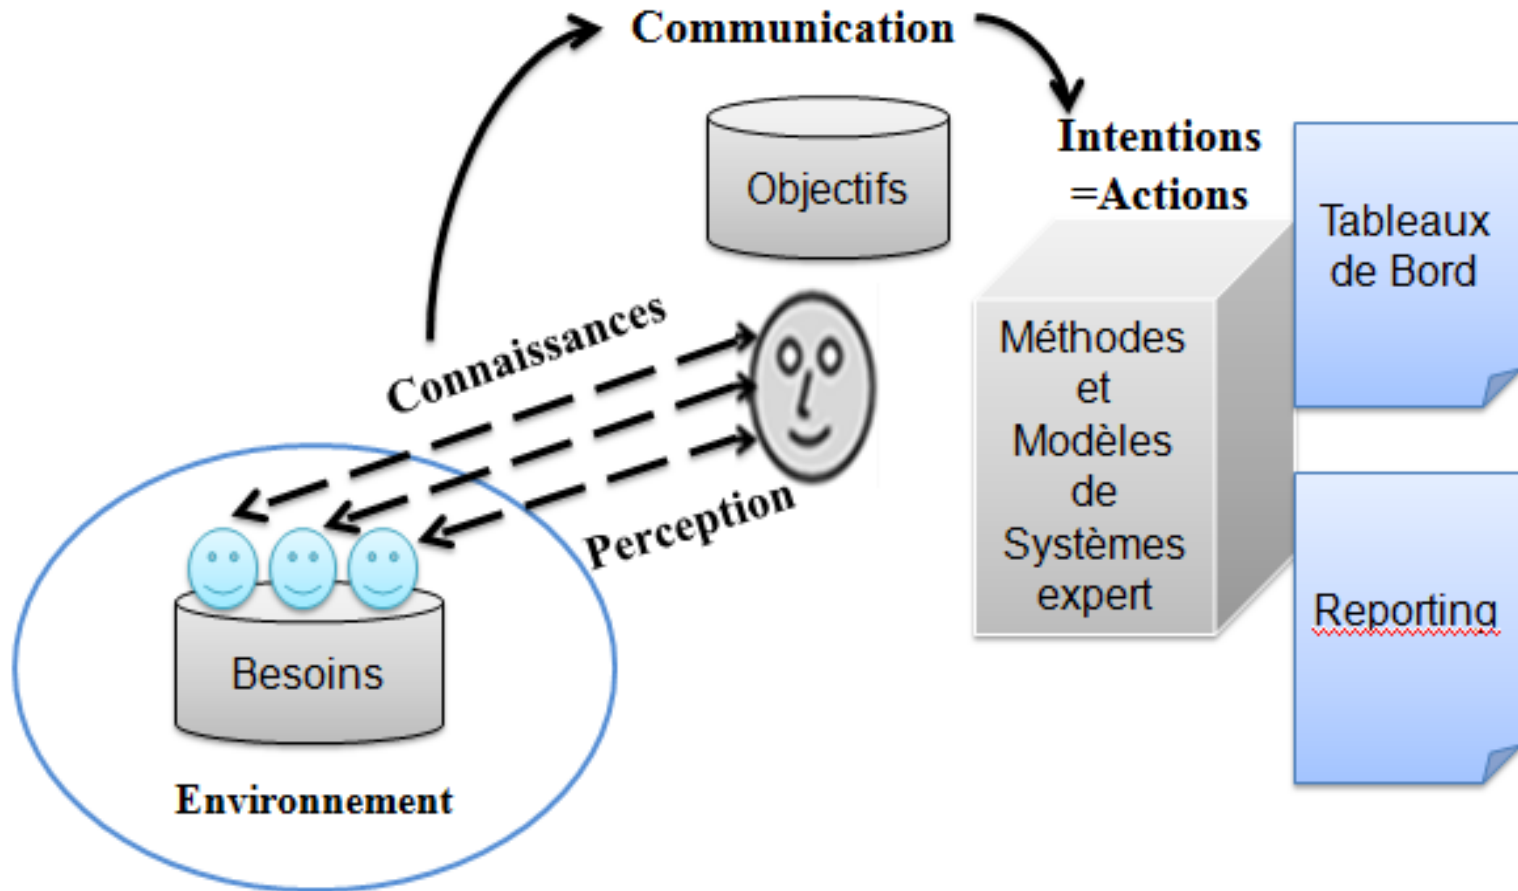 Communication
Objectifs
Intentions
=Actions
Tableaux
de Bord
Connaissances
Perception
Méthodes
et
Modèles
de
Systèmes
expert
Reporting
Besoins
Environnement